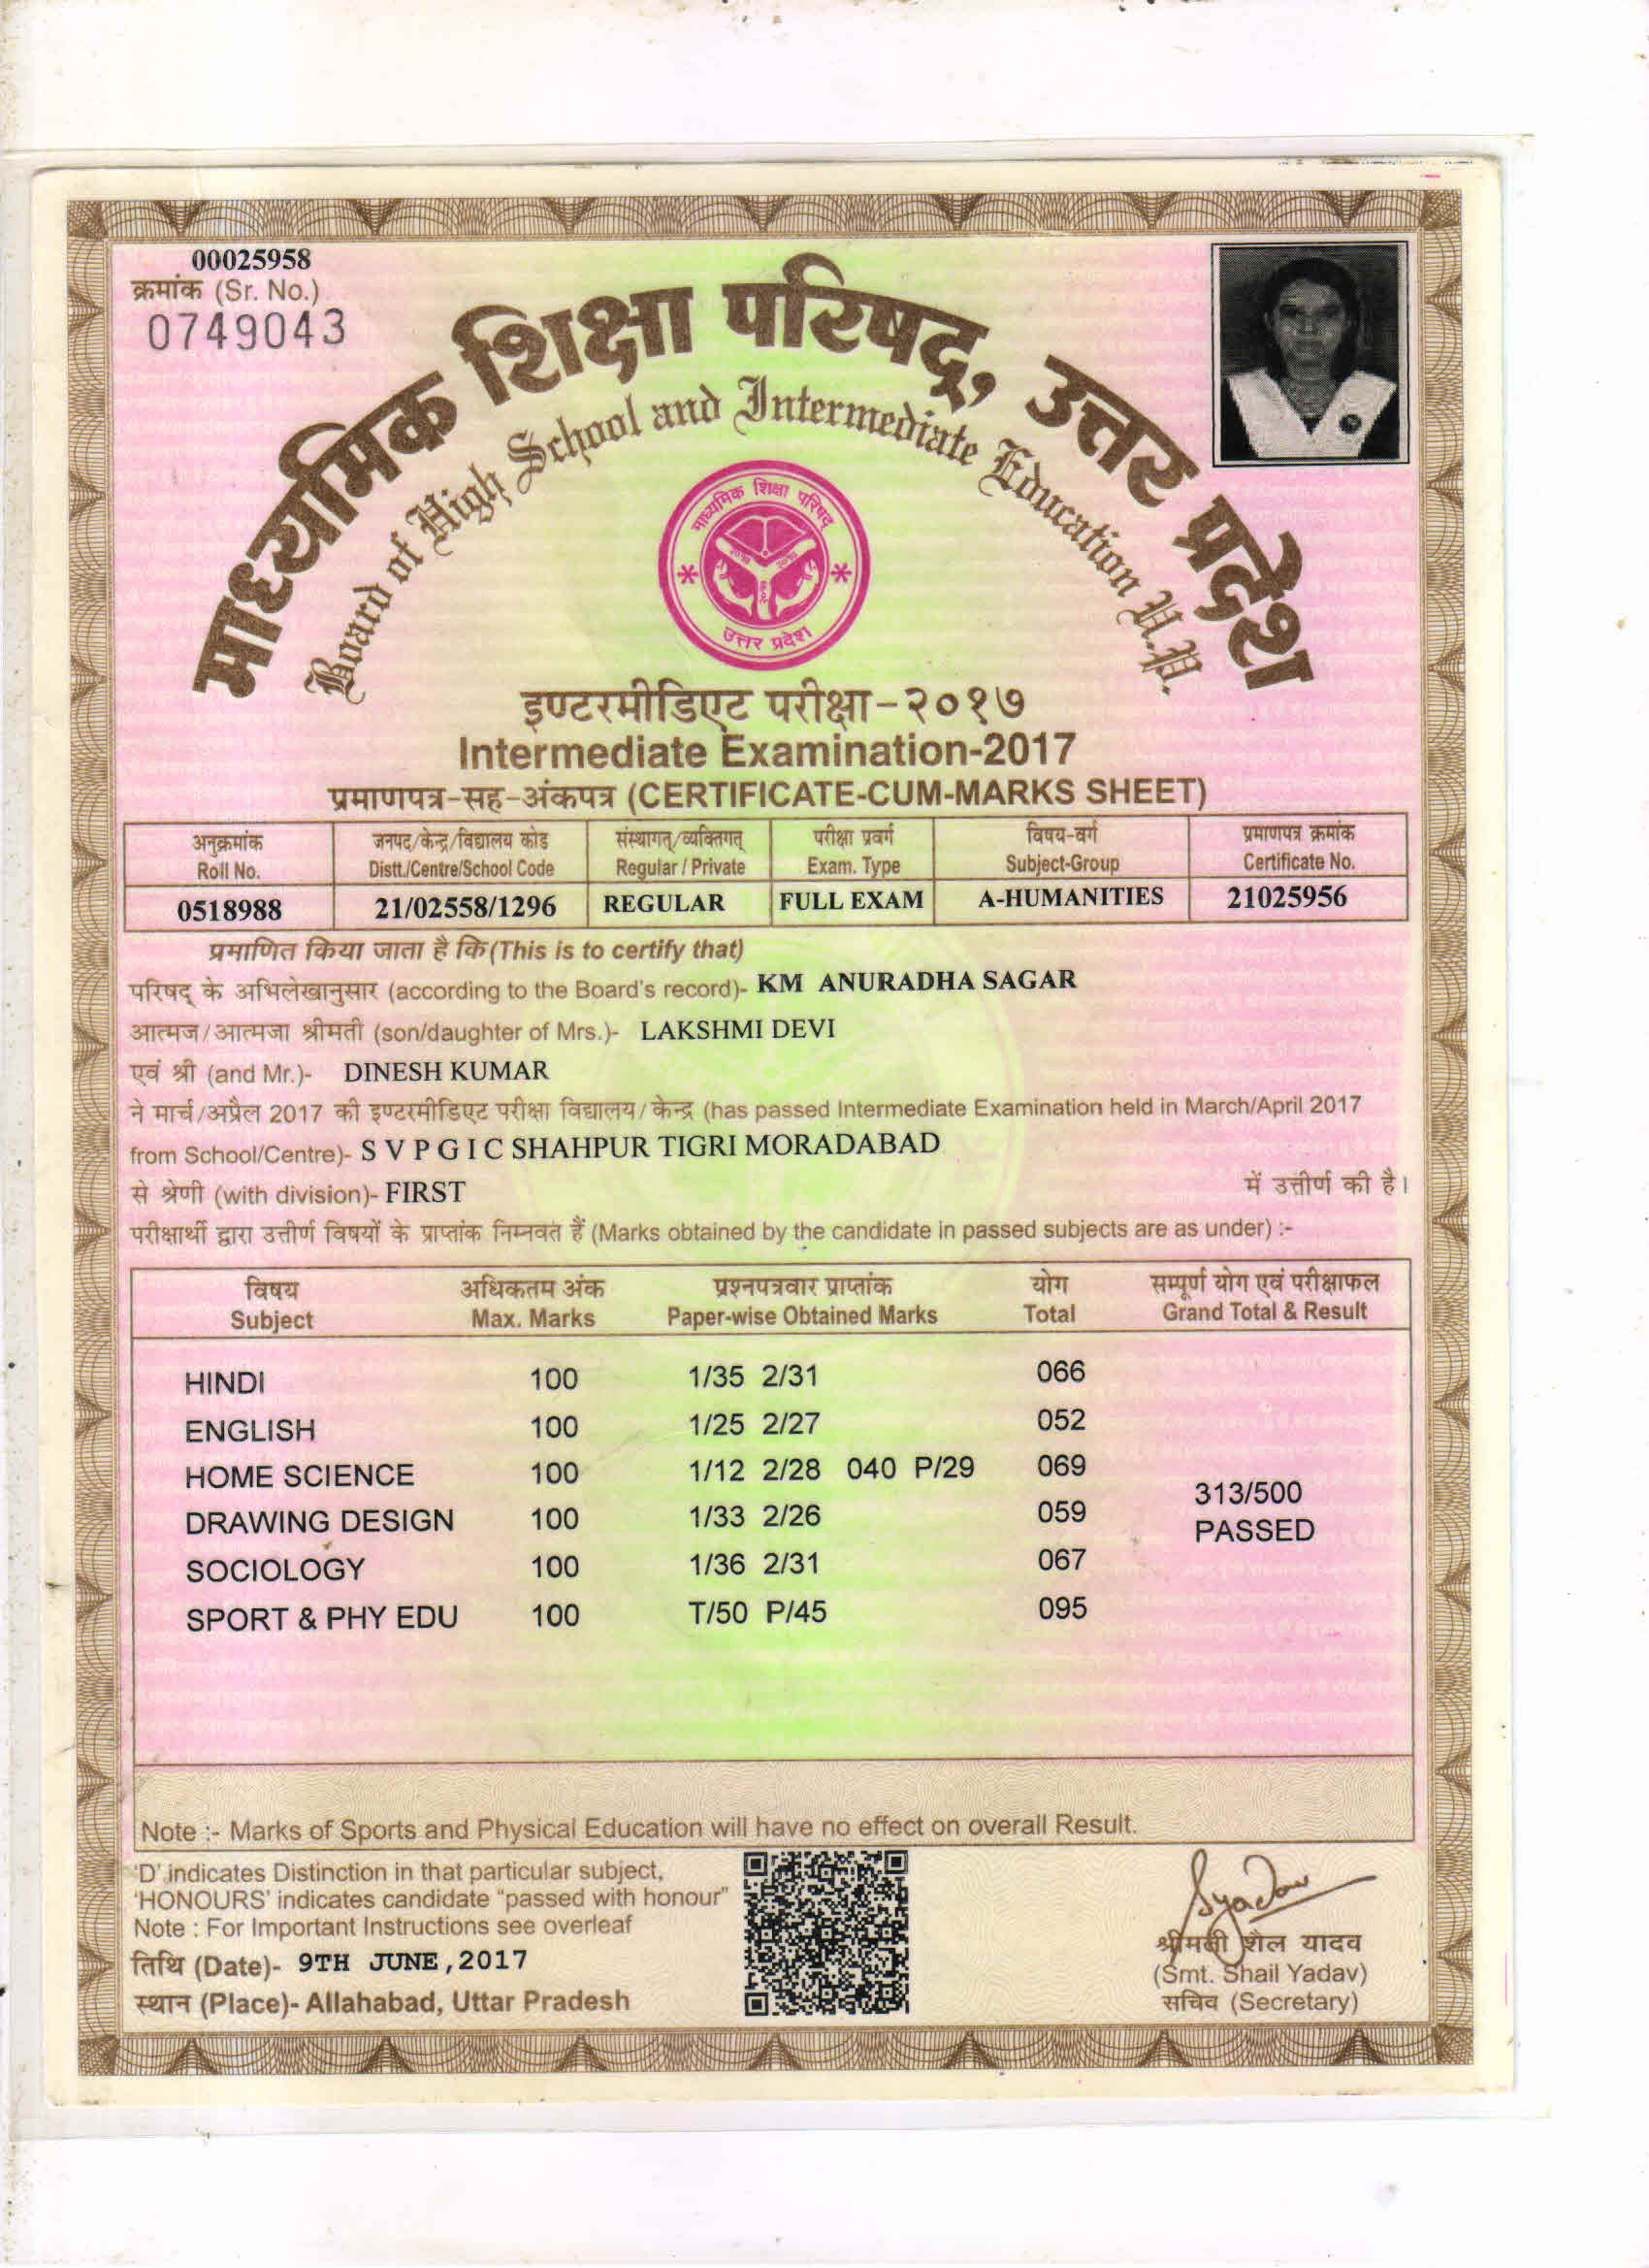 00025958
क्रमांक (Sr. No.)
0749043
माध्यमिक शिक्षा परिषद्, उत्तर प्रदेश
Board of High School and Intermediate Education U.P.
माध्यमिक शिक्षा परिषद्
उत्तर प्रदेश
इण्टरमीडिएट परीक्षा-२०१७
Intermediate Examination-2017
प्रमाणपत्र-सह-अंकपत्र (CERTIFICATE-CUM-MARKS SHEET)
अनुक्रमांक जनपद/केन्द्र/विद्यालय कोड संस्थागत्/व्यक्तिगत् परीक्षा प्रवर्ग विषय-वर्ग प्रमाणपत्र क्रमांक
Roll No. Distt./Centre/School Code Regular / Private Exam. Type Subject-Group Certificate No.
0518988 21/02558/1296 REGULAR FULL EXAM A-HUMANITIES 21025956
प्रमाणित किया जाता है कि (This is to certify that)
परिषद् के अभिलेखानुसार (according to the Board's record)- KM ANURADHA SAGAR
आत्मज/आत्मजा श्रीमती (son/daughter of Mrs.)- LAKSHMI DEVI
एवं श्री (and Mr.)- DINESH KUMAR
ने मार्च/अप्रैल 2017 की इण्टरमीडिएट परीक्षा विद्यालय/केन्द्र (has passed Intermediate Examination held in March/April 2017
from School/Centre)- S V P G I C SHAHPUR TIGRI MORADABAD
से श्रेणी (with division)- FIRST में उत्तीर्ण की है।
परीक्षार्थी द्वारा उत्तीर्ण विषयों के प्राप्तांक निम्नवत हैं (Marks obtained by the candidate in passed subjects are as under) :-
विषय अधिकतम अंक प्रश्नपत्रवार प्राप्तांक योग सम्पूर्ण योग एवं परीक्षाफल
Subject Max. Marks Paper-wise Obtained Marks Total Grand Total & Result
HINDI 100 1/35 2/31 066
ENGLISH 100 1/25 2/27 052
HOME SCIENCE 100 1/12 2/28 040 P/29 069
313/500
DRAWING DESIGN 100 1/33 2/26 059
PASSED
SOCIOLOGY 100 1/36 2/31 067
SPORT & PHY EDU 100 T/50 P/45 095
Note :- Marks of Sports and Physical Education will have no effect on overall Result.
'D' indicates Distinction in that particular subject,
'HONOURS' indicates candidate "passed with honour"
Note : For Important Instructions see overleaf
तिथि (Date)- 9TH JUNE,2017
स्थान (Place)- Allahabad, Uttar Pradesh
Syadav
श्रीमती शैल यादव
(Smt. Shail Yadav)
सचिव (Secretary)